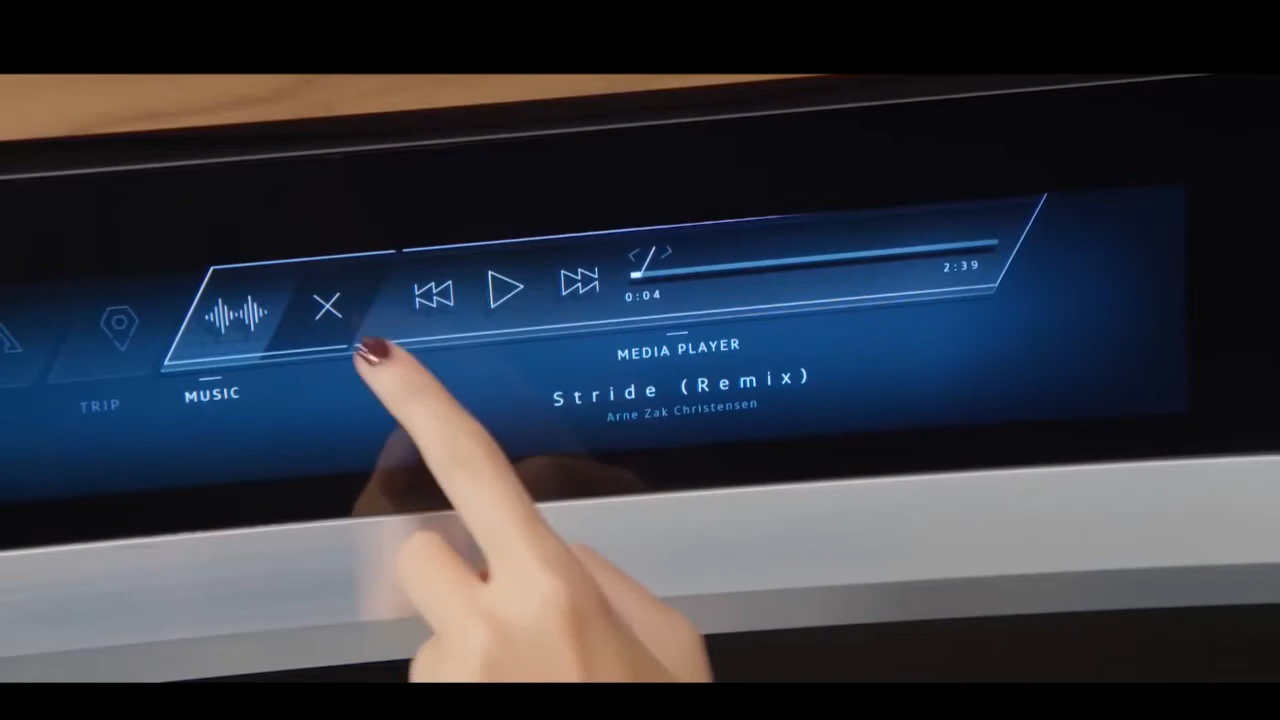 0:04
2:39
MEDIA PLAYER
MUSIC
TRIP
Stride (Remix)
Arne Zak Christensen